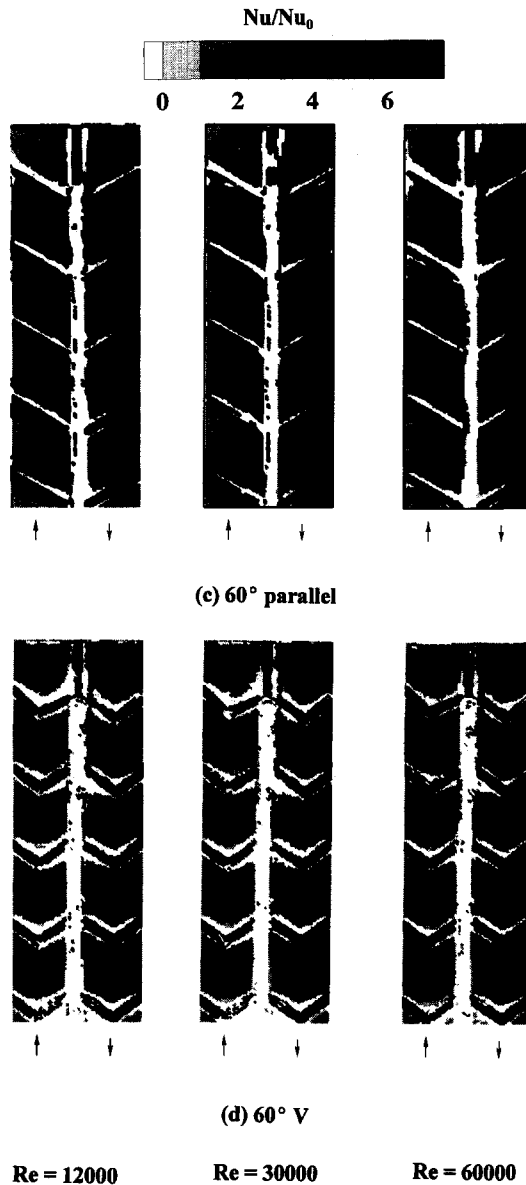 Nu/Nu₀
0 2 4 6
(c) 60° parallel
(d) 60° V
Re = 12000 Re = 30000 Re = 60000